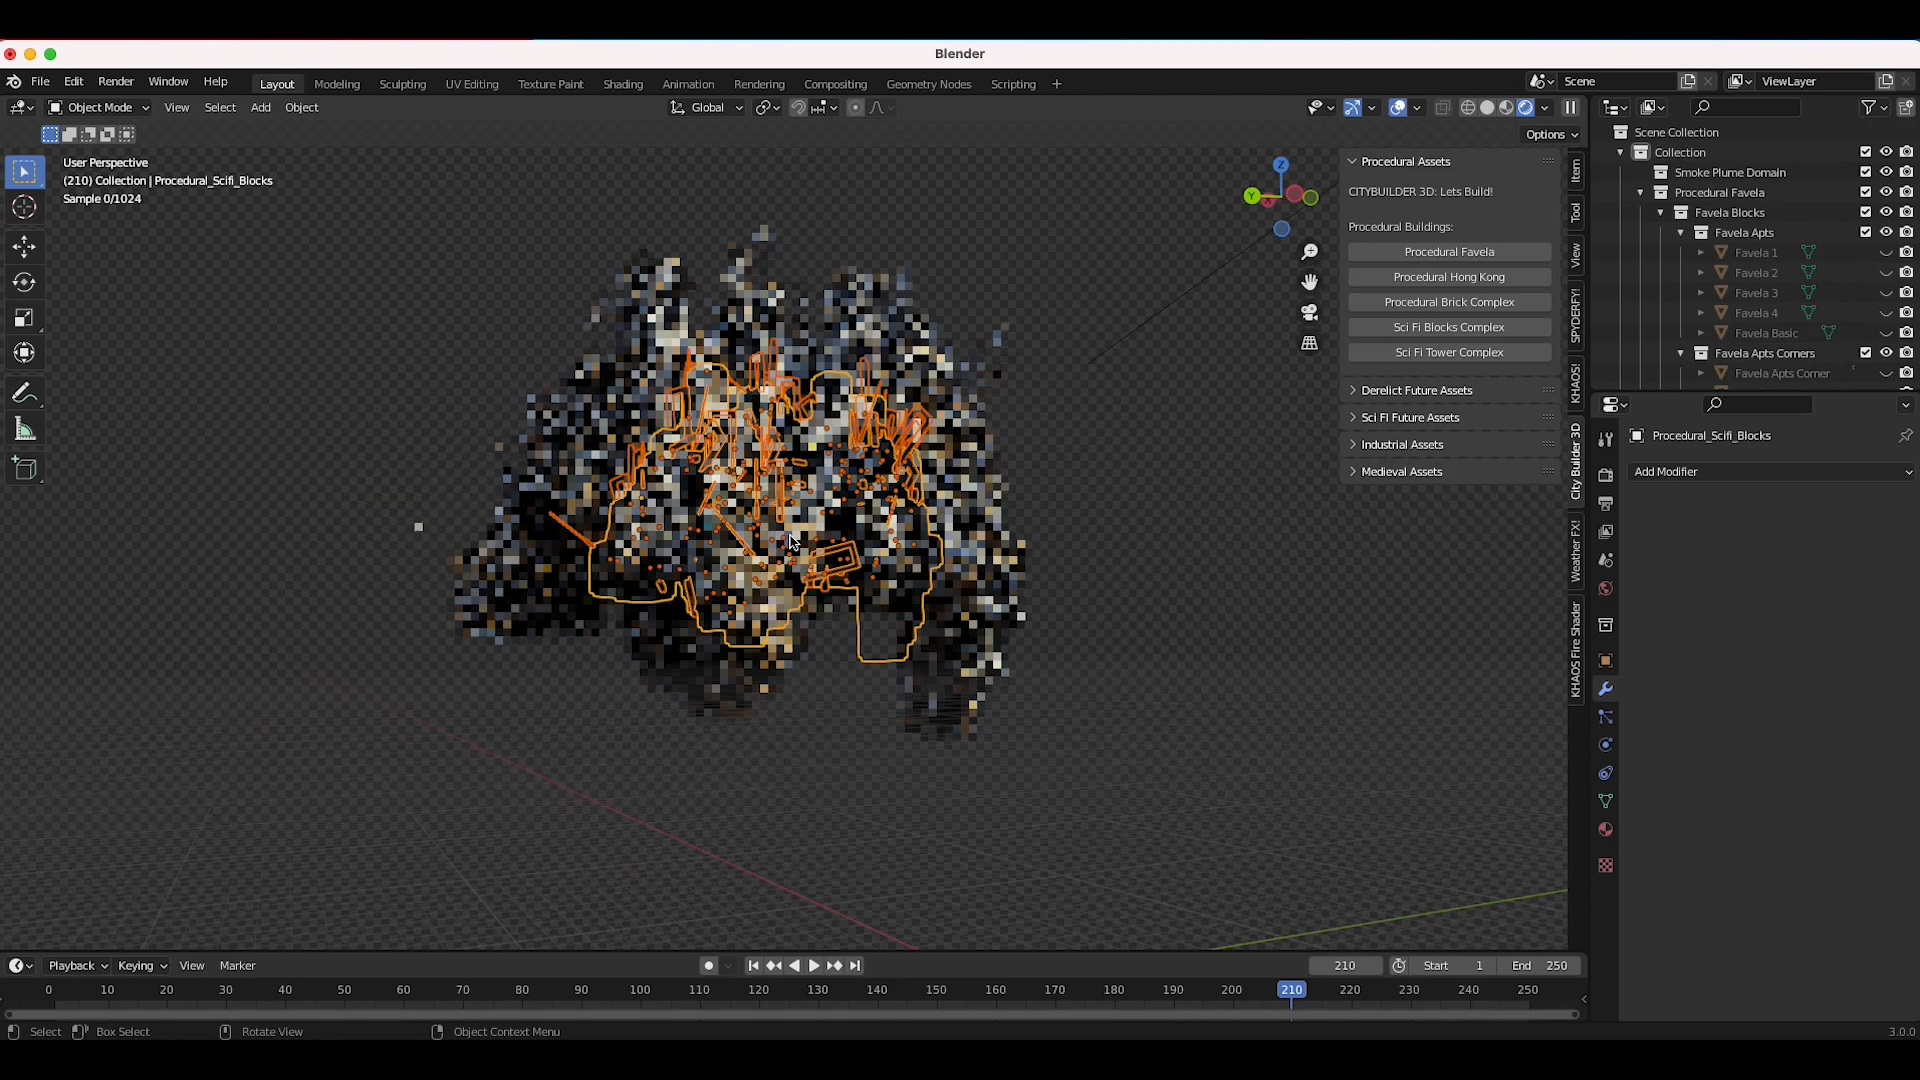 Blender
File Edit Render Window Help Layout Modeling Sculpting UV Editing Texture Paint Shading Animation Rendering Compositing Geometry Nodes Scripting + Scene ViewLayer
Object Mode View Select Add Object Global
Options
User Perspective
(210) Collection | Procedural_Scifi_Blocks
Sample 0/1024
Z
Y
X
Procedural Assets
CITYBUILDER 3D: Lets Build!
Procedural Buildings:
Procedural Favela
Procedural Hong Kong
Procedural Brick Complex
Sci Fi Blocks Complex
Sci Fi Tower Complex
Derelict Future Assets
Sci FI Future Assets
Industrial Assets
Medieval Assets
Item
Tool
View
SPYDERFY!
KHAOS!
City Builder 3D
Weather FX!
KHAOS Fire Shader
Scene Collection
Collection
Smoke Plume Domain
Procedural Favela
Favela Blocks
Favela Apts
Favela 1
Favela 2
Favela 3
Favela 4
Favela Basic
Favela Apts Corners
Favela Apts Corner
Procedural_Scifi_Blocks
Add Modifier
Playback Keying View Marker 210 Start 1 End 250
0 10 20 30 40 50 60 70 80 90 100 110 120 130 140 150 160 170 180 190 200 210 220 230 240 250
Select Box Select Rotate View Object Context Menu 3.0.0